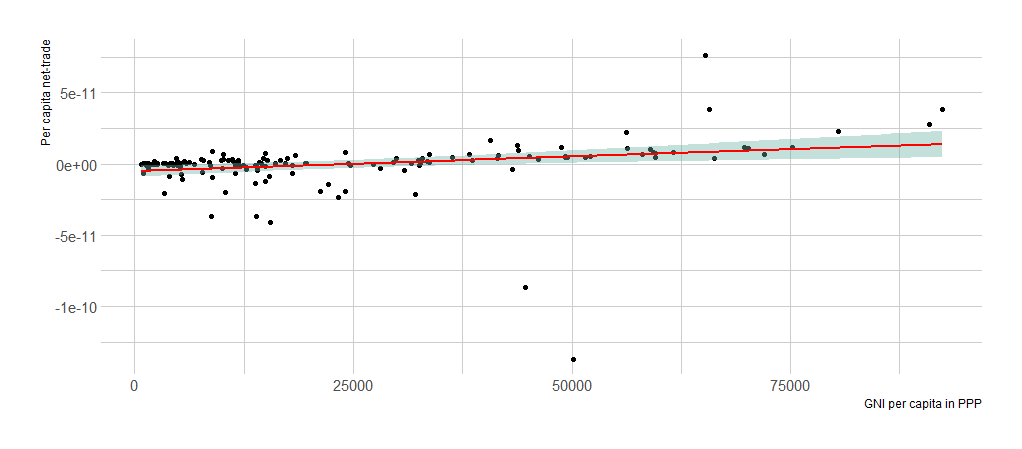 Per capita net-trade
5e-11
0e+00
-5e-11
-1e-10
0 25000 50000 75000
GNI per capita in PPP